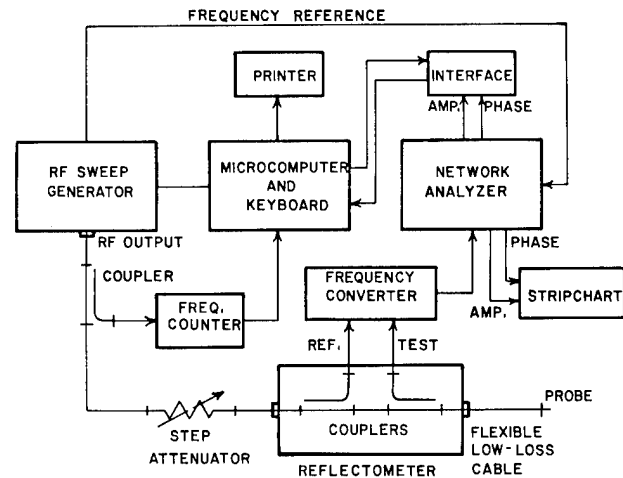 FREQUENCY REFERENCE
PRINTER
INTERFACE
AMP. PHASE
RF SWEEP
GENERATOR
MICROCOMPUTER
AND
KEYBOARD
NETWORK
ANALYZER
RF OUTPUT
COUPLER
FREQ.
COUNTER
FREQUENCY
CONVERTER
PHASE
AMP.
STRIPCHART
REF.
TEST
STEP
ATTENUATOR
COUPLERS
REFLECTOMETER
PROBE
FLEXIBLE
LOW-LOSS
CABLE